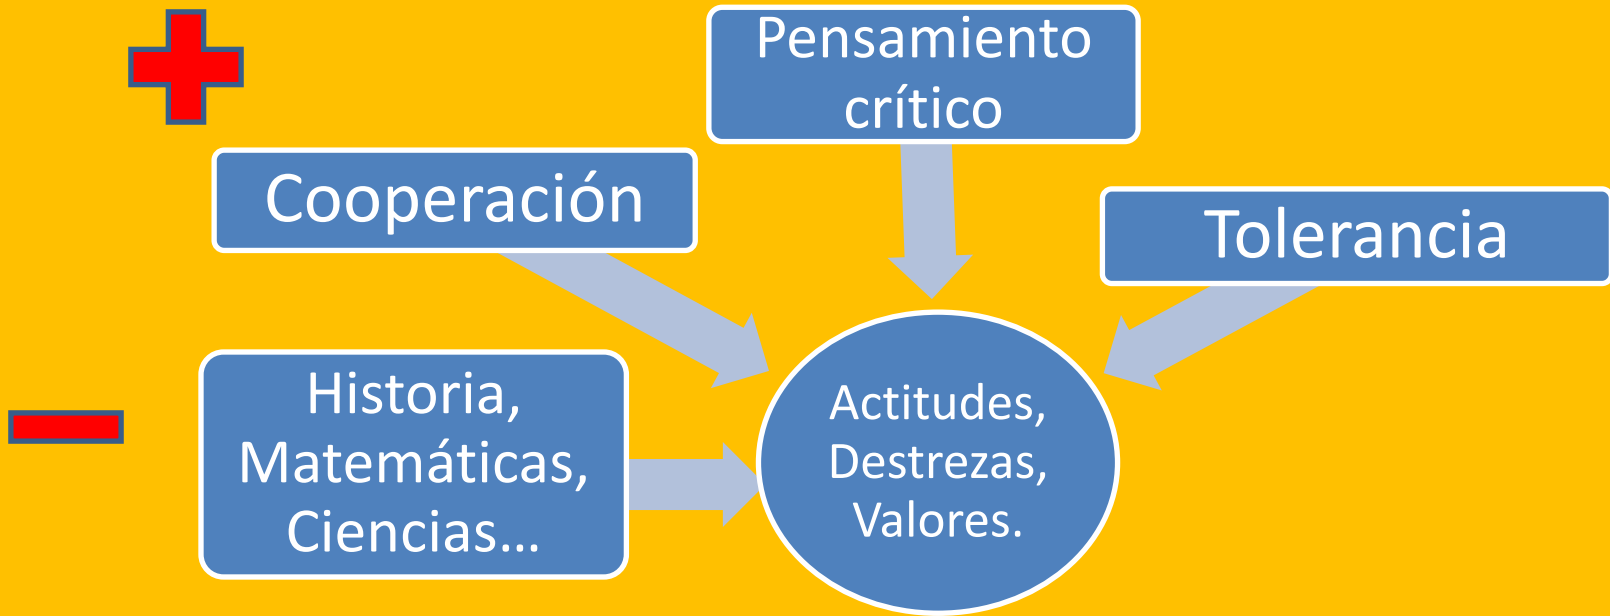 Pensamiento
crítico
Cooperación
Tolerancia
Historia,
Matemáticas,
Ciencias...
Actitudes,
Destrezas,
Valores.